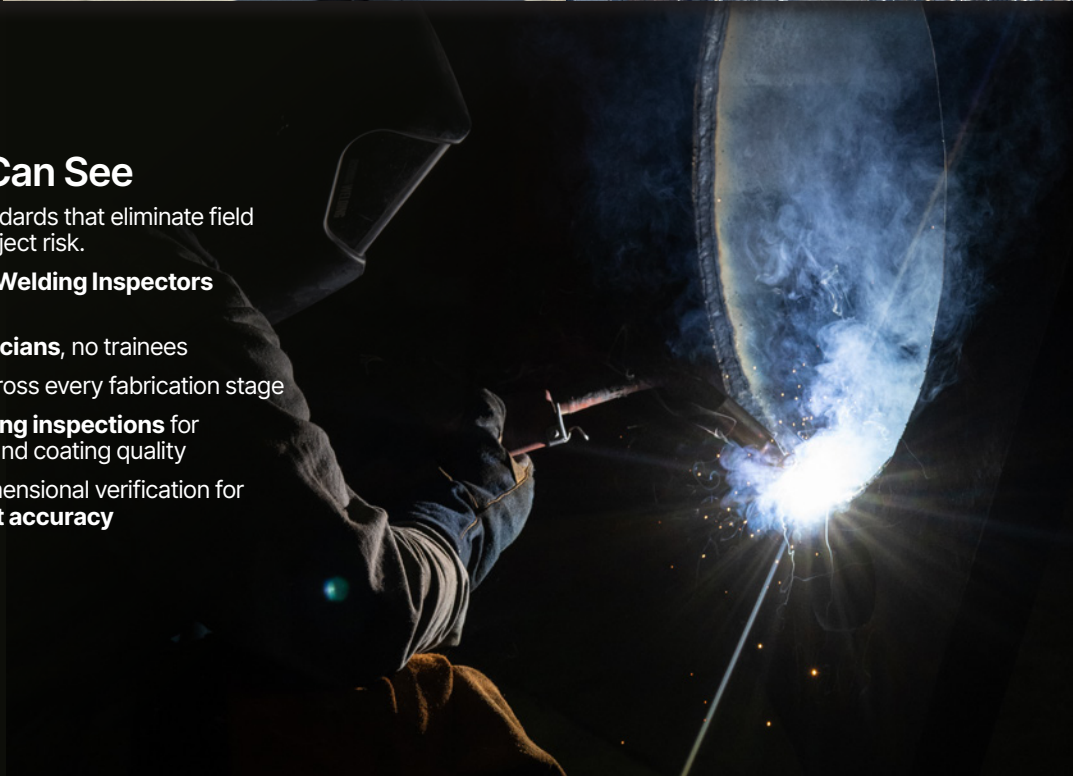 Can See
dards that eliminate field
ject risk.
Welding Inspectors
cians, no trainees
ross every fabrication stage
ng inspections for
nd coating quality
ensional verification for
t accuracy